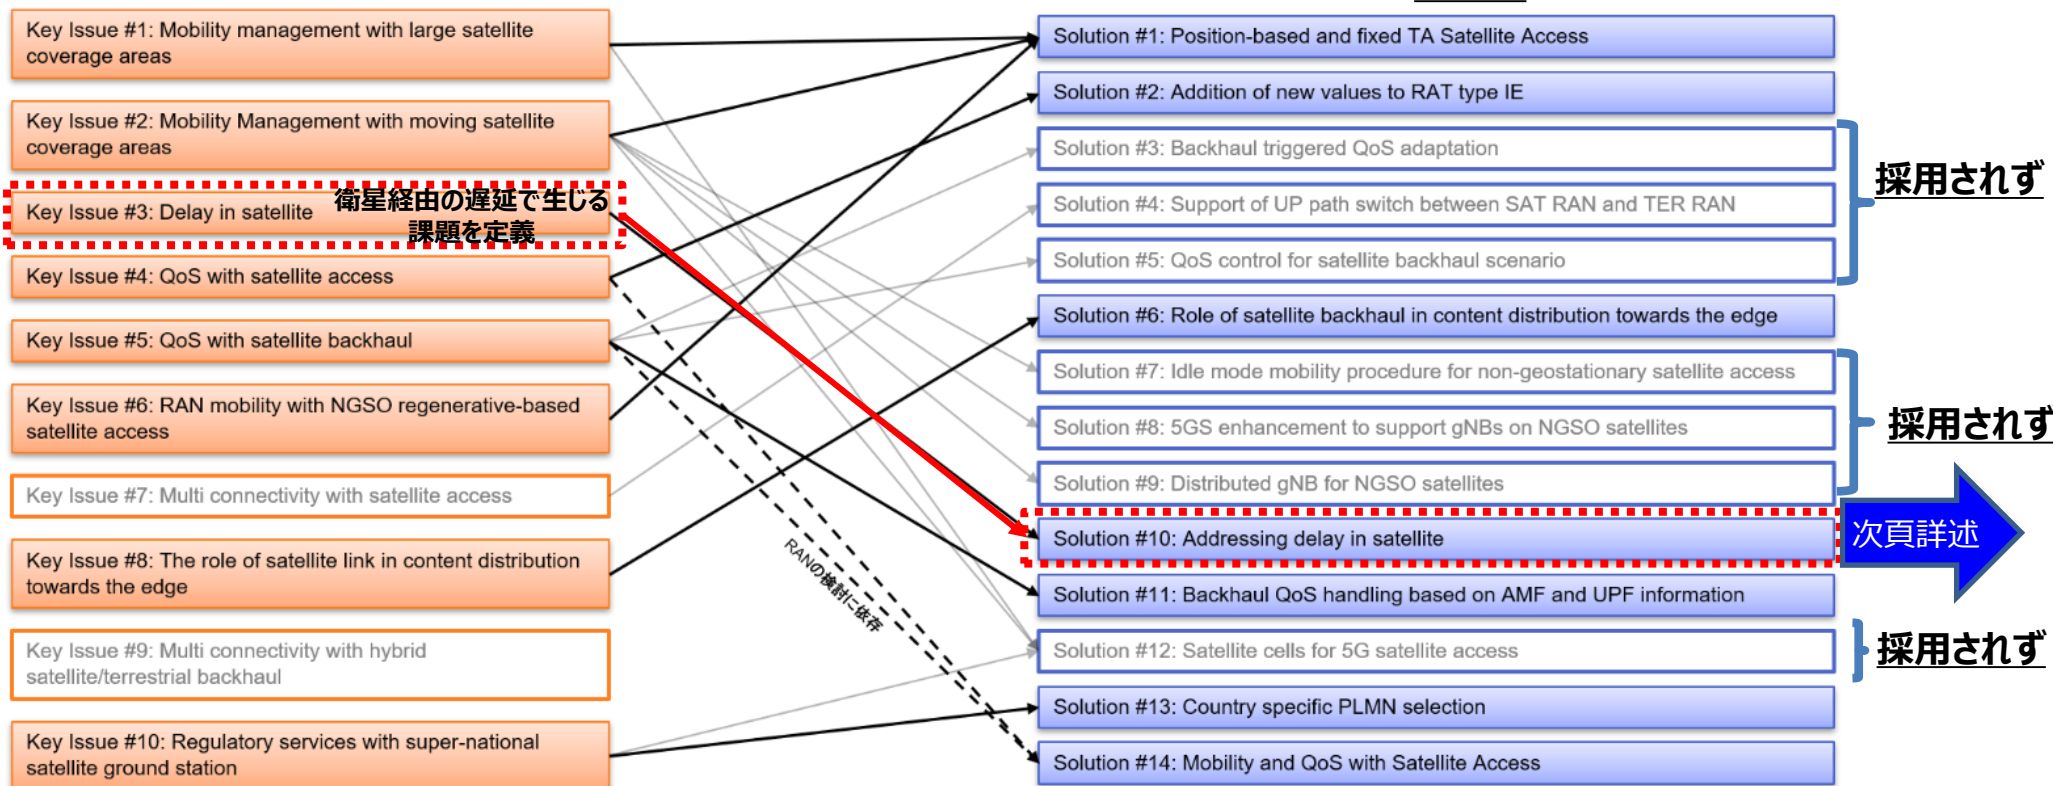 Key Issue #1: Mobility management with large satellite
coverage areas
Key Issue #2: Mobility Management with moving satellite
coverage areas
Key Issue #3: Delay in satellite
衛星経由の遅延で生じる
課題を定義
Key Issue #4: QoS with satellite access
Key Issue #5: QoS with satellite backhaul
Key Issue #6: RAN mobility with NGSO regenerative-based
satellite access
Key Issue #7: Multi connectivity with satellite access
Key Issue #8: The role of satellite link in content distribution
towards the edge
Key Issue #9: Multi connectivity with hybrid
satellite/terrestrial backhaul
Key Issue #10: Regulatory services with super-national
satellite ground station
RANの検討に依存
Solution #1: Position-based and fixed TA Satellite Access
Solution #2: Addition of new values to RAT type IE
Solution #3: Backhaul triggered QoS adaptation
Solution #4: Support of UP path switch between SAT RAN and TER RAN
Solution #5: QoS control for satellite backhaul scenario
採用されず
Solution #6: Role of satellite backhaul in content distribution towards the edge
Solution #7: Idle mode mobility procedure for non-geostationary satellite access
Solution #8: 5GS enhancement to support gNBs on NGSO satellites
Solution #9: Distributed gNB for NGSO satellites
採用されず
Solution #10: Addressing delay in satellite
次頁詳述
Solution #11: Backhaul QoS handling based on AMF and UPF information
Solution #12: Satellite cells for 5G satellite access
採用されず
Solution #13: Country specific PLMN selection
Solution #14: Mobility and QoS with Satellite Access